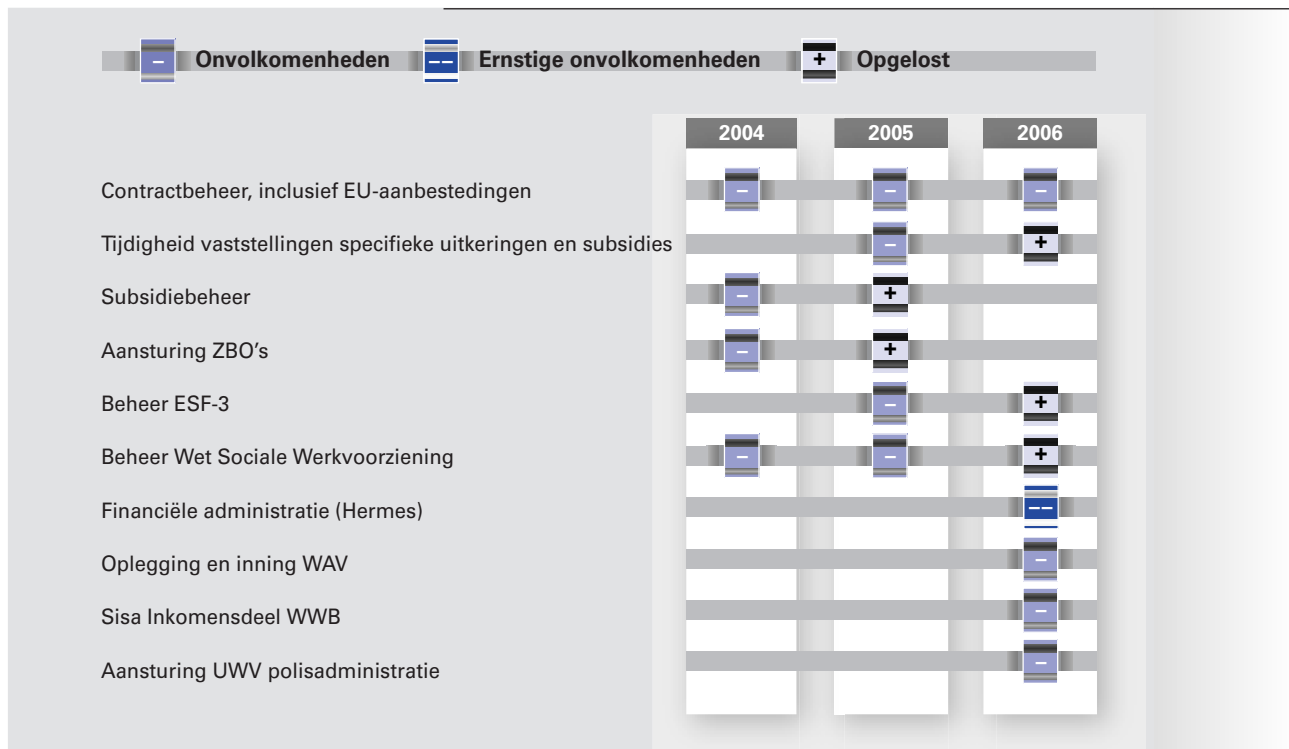 – Onvolkomenheden –– Ernstige onvolkomenheden + Opgelost
2004 2005 2006
Contractbeheer, inclusief EU-aanbestedingen – – –
Tijdigheid vaststellingen specifieke uitkeringen en subsidies – +
Subsidiebeheer – +
Aansturing ZBO's – +
Beheer ESF-3 – +
Beheer Wet Sociale Werkvoorziening – – +
Financiële administratie (Hermes) ––
Oplegging en inning WAV –
Sisa Inkomensdeel WWB –
Aansturing UWV polisadministratie –